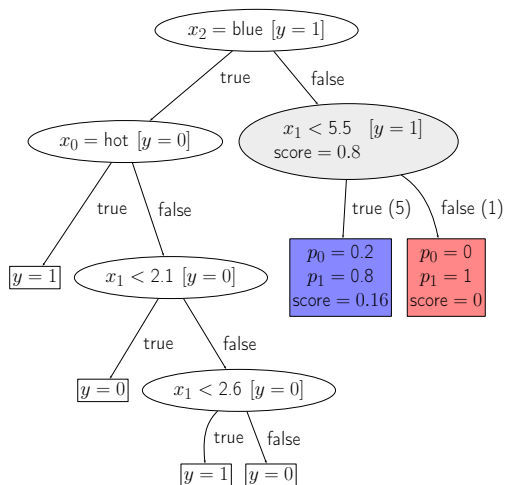 x₂ = blue [y = 1]
true
false
x₀ = hot [y = 0]
x₁ < 5.5 [y = 1]
score = 0.8
true
false
true (5)
false (1)
y = 1
x₁ < 2.1 [y = 0]
p₀ = 0.2
p₁ = 0.8
score = 0.16
p₀ = 0
p₁ = 1
score = 0
true
false
y = 0
x₁ < 2.6 [y = 0]
true
false
y = 1
y = 0